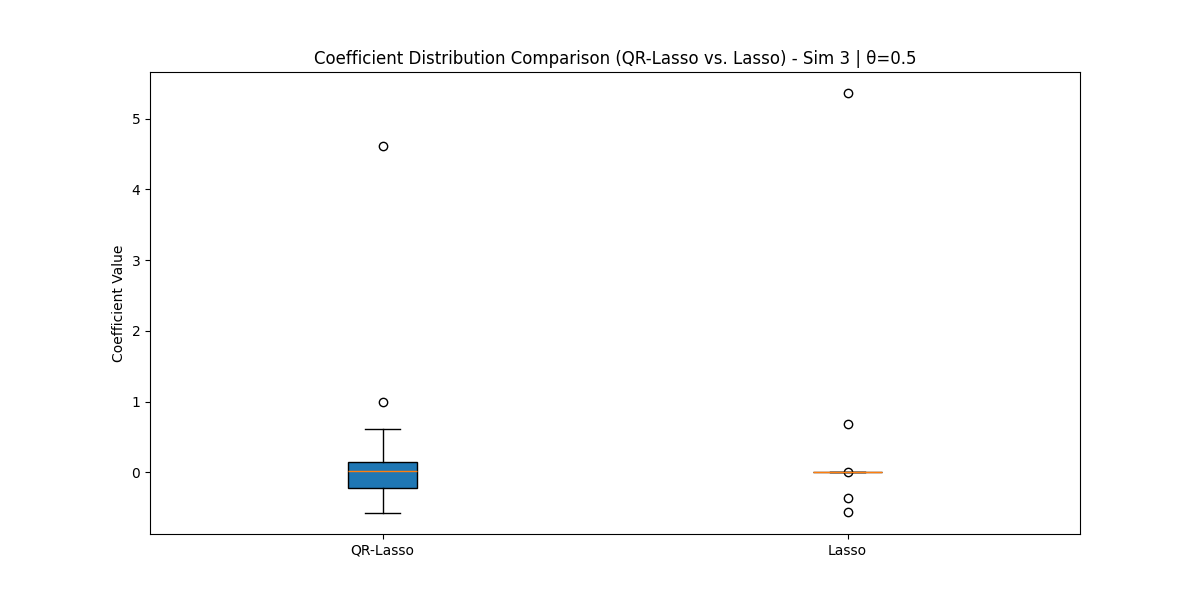 Coefficient Distribution Comparison (QR-Lasso vs. Lasso) - Sim 3 | θ=0.5
Coefficient Value
5
4
3
2
1
0
QR-Lasso
Lasso